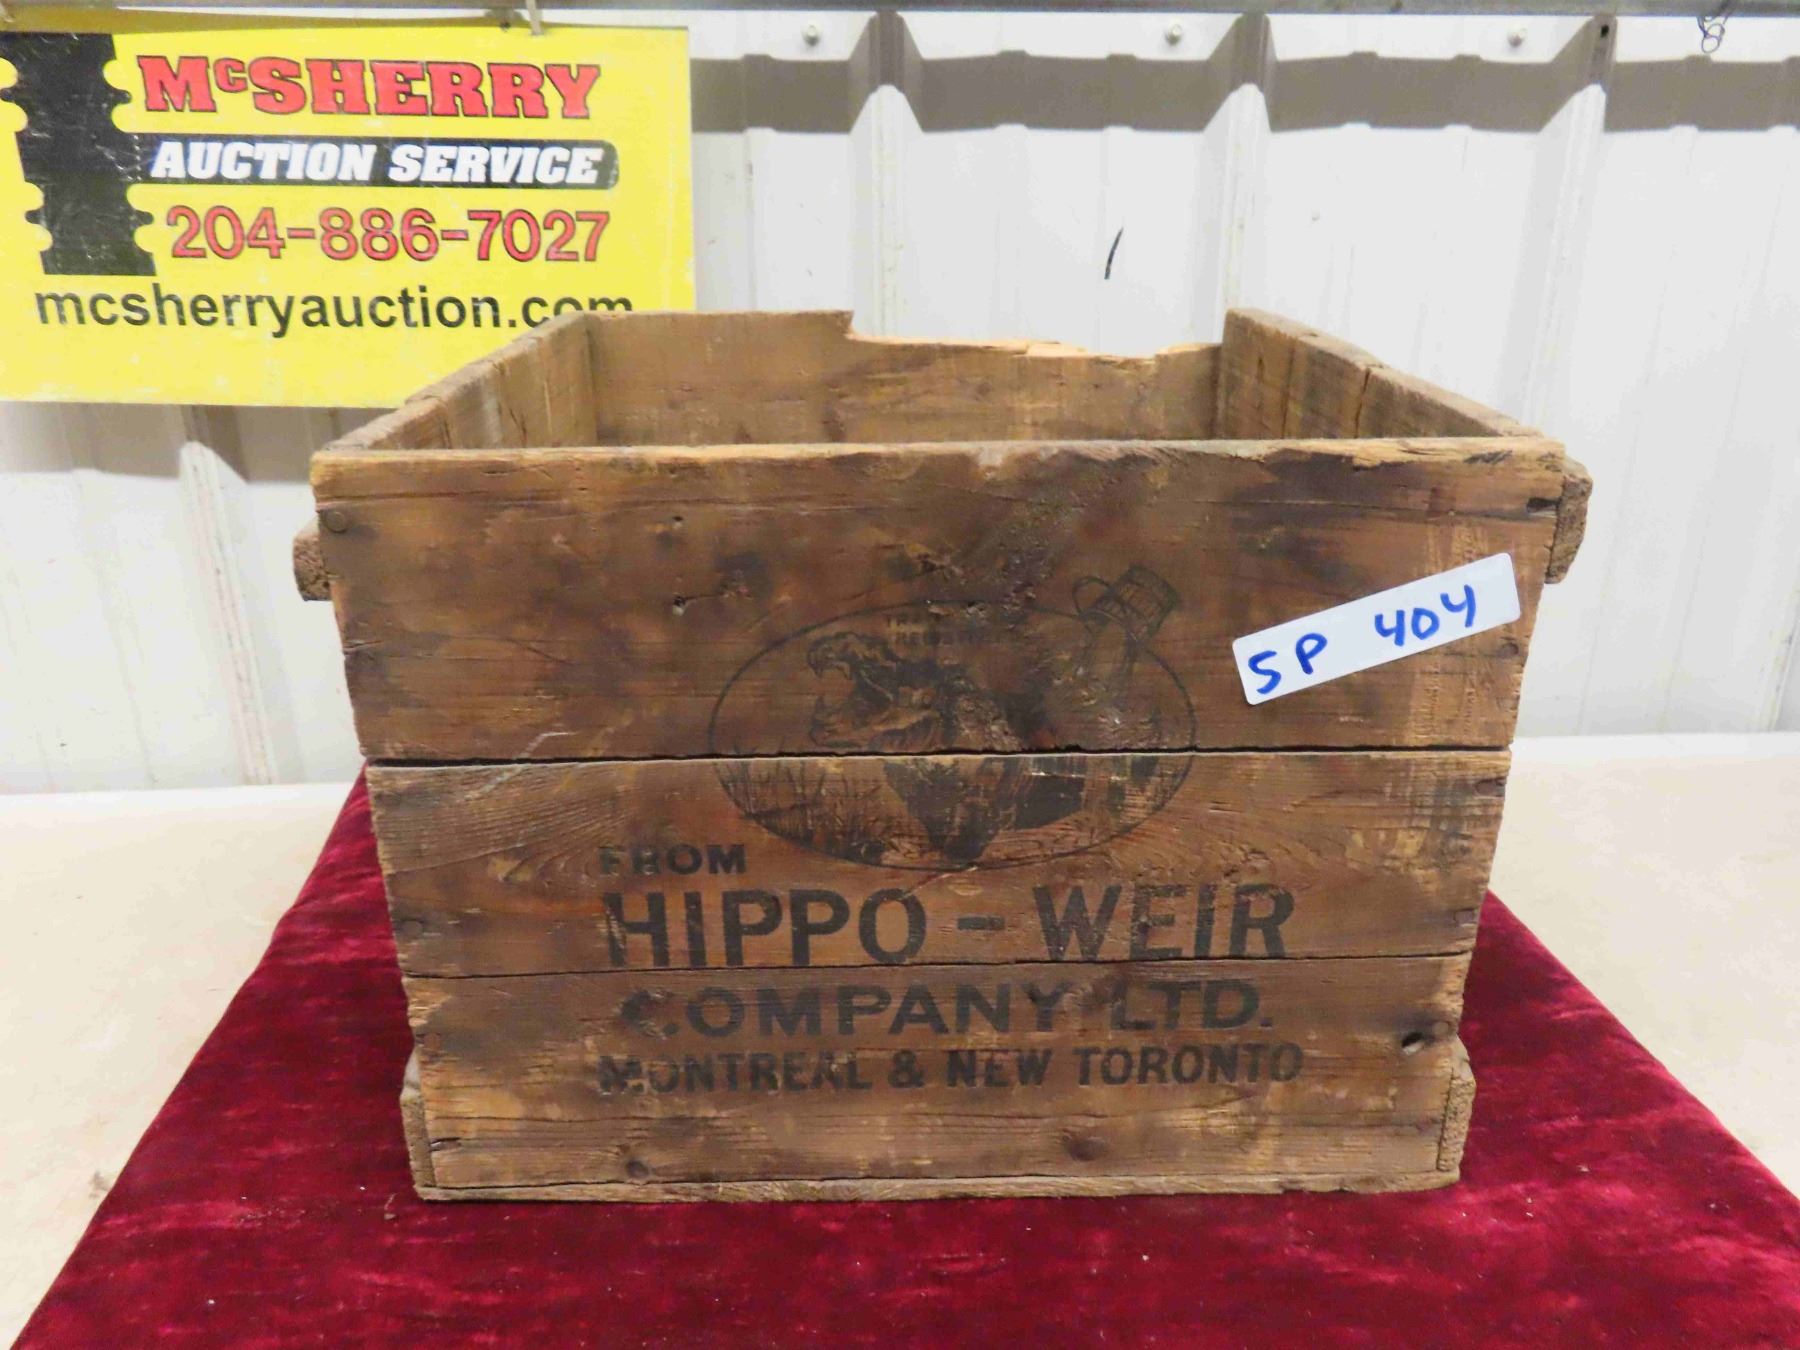 McSHERRY
AUCTION SERVICE
204-886-7027
mcsherryauction.com
SP 404
FROM
HIPPO-WEIR
COMPANY LTD.
MONTREAL & NEW TORONTO